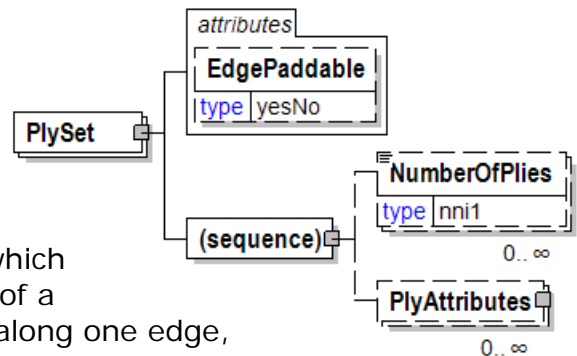 attributes
EdgePaddable
type yesNo
PlySet
NumberOfPlies
type nni1
0.. ∞
(sequence)
PlyAttributes
0.. ∞
which
of a
along one edge,